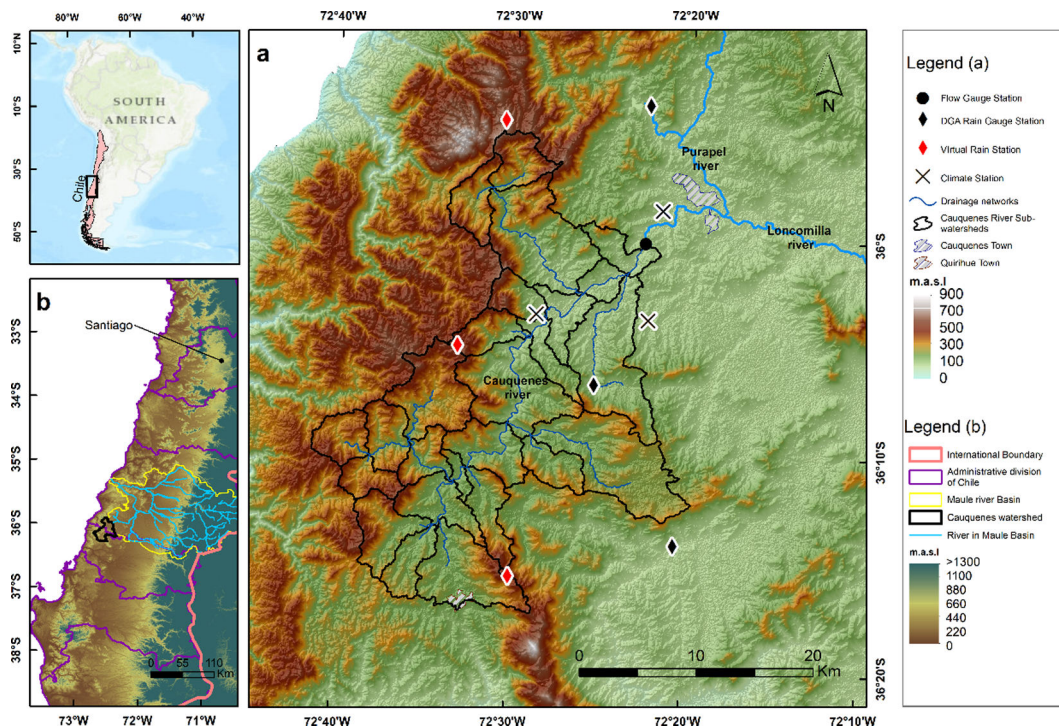 80°W
60°W
40°W
10°N
10°S
30°S
50°S
SOUTH
AMERICA
Chile
b
Santiago
33°S
34°S
35°S
36°S
37°S
38°S
73°W
72°W
71°W
0 55 110
Km
72°40'W
72°30'W
72°20'W
a
N
Purapel
river
Loncomilla
river
Cauquenes
river
0 10 20
Km
36°S
36°10'S
36°20'S
72°40'W
72°30'W
72°20'W
72°10'W
Legend (a)
Flow Gauge Station
DGA Rain Gauge Station
Virtual Rain Station
Climate Station
Drainage networks
Cauquenes River Sub-
watersheds
Cauquenes Town
Quirihue Town
m.a.s.l
900
700
500
300
100
0
Legend (b)
International Boundary
Administrative division
of Chile
Maule river Basin
Cauquenes watershed
River in Maule Basin
m.a.s.l
>1300
1100
880
660
440
220
0